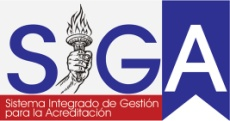 SIGA
Sistema Integrado de Gestión
para la Acreditación